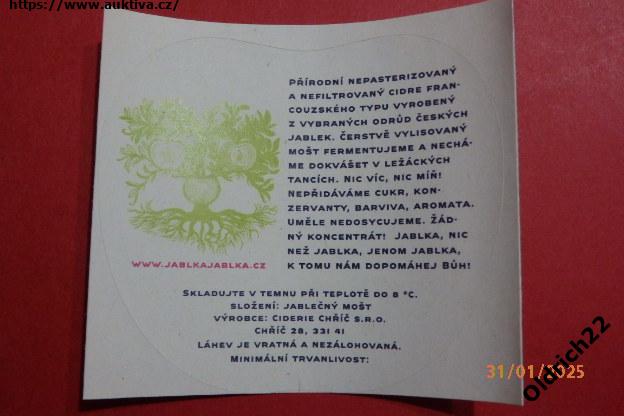 https://www.auktiva.cz/
PŘÍRODNÍ NEPASTERIZOVANÝ
A NEFILTROVANÝ CIDRE FRAN-
COUZSKÉHO TYPU VYROBENÝ
Z VYBRANÝCH ODRŮD ČESKÝCH
JABLEK. ČERSTVĚ VYLISOVANÝ
MOŠT FERMENTUJEME A NECHÁ-
ME DOKVÁŠET V LEŽÁCKÝCH
TANCÍCH. NIC VÍC, NIC MÍŇ!
NEPŘIDÁVÁME CUKR, KON-
ZERVANTY, BARVIVA, AROMATA.
UMĚLE NEDOSYCUJEME. ŽÁD-
NÝ KONCENTRÁT! JABLKA, NIC
NEŽ JABLKA, JENOM JABLKA,
K TOMU NÁM DOPOMÁHEJ BŮH!
WWW.JABLKAJABLKA.CZ
SKLADUJTE V TEMNU PŘI TEPLOTĚ DO 8 °C.
SLOŽENÍ: JABLEČNÝ MOŠT
VÝROBCE: CIDERIE CHŘÍČ S.R.O.
CHŘÍČ 28, 331 41
LÁHEV JE VRATNÁ A NEZÁLOHOVANÁ.
MINIMÁLNÍ TRVANLIVOST:
31/01/2025
Oldrich22